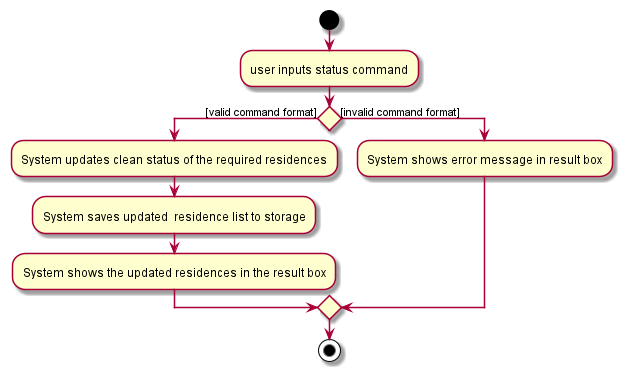 user inputs status command
[valid command format]
[invalid command format]
System updates clean status of the required residences
System shows error message in result box
System saves updated  residence list to storage
System shows the updated residences in the result box